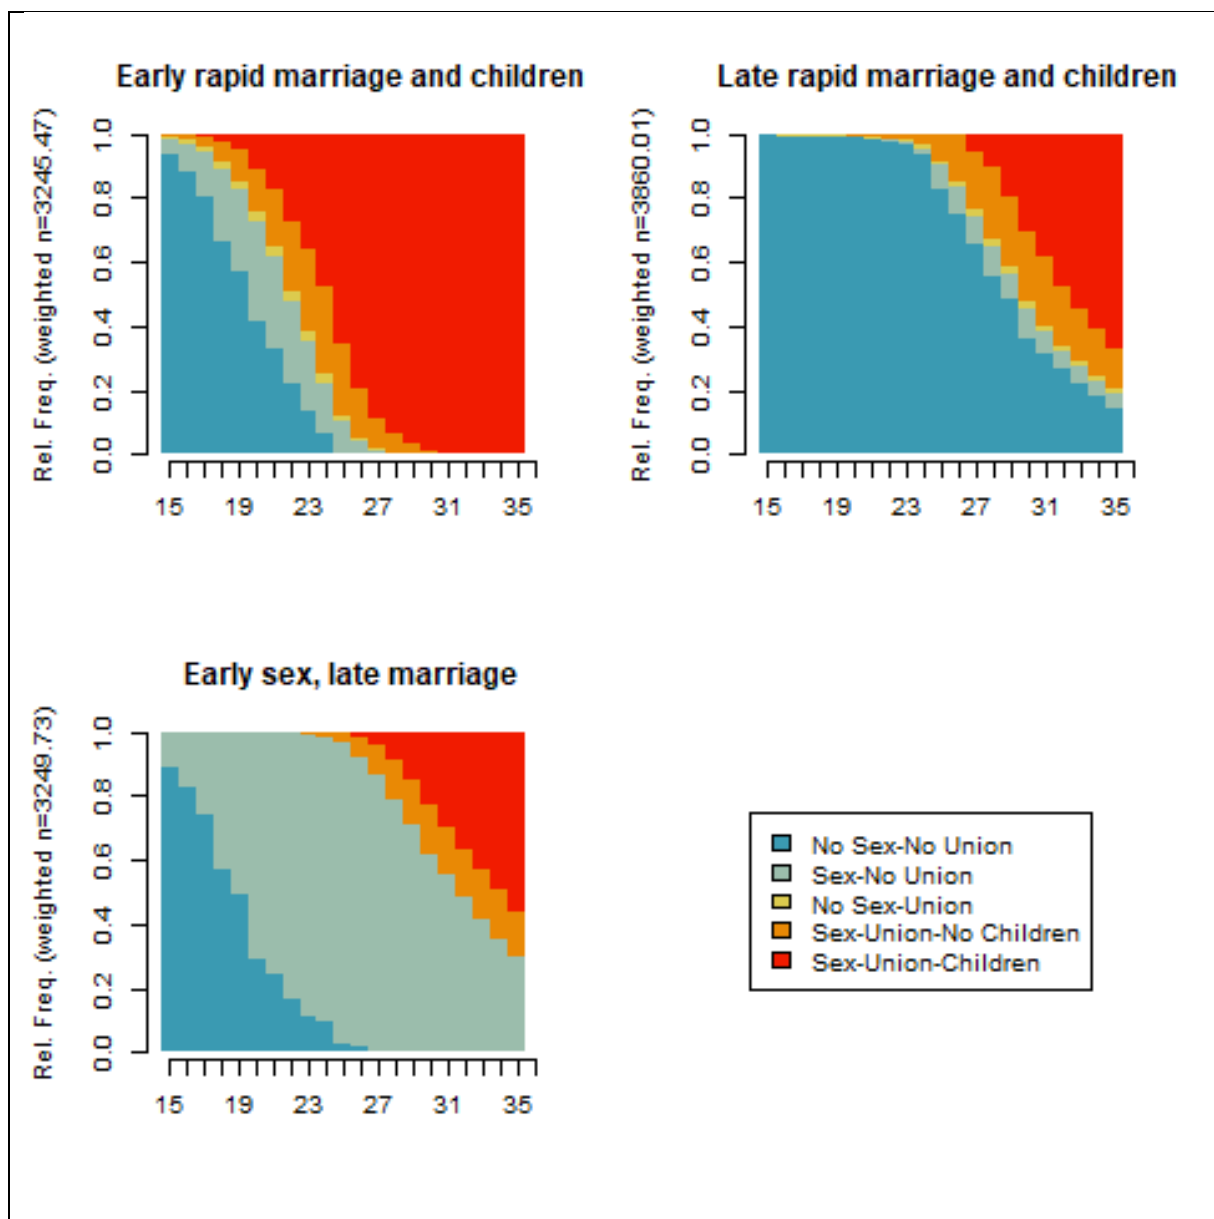 Early rapid marriage and children
Rel. Freq. (weighted n=3245.47)
1.0
0.8
0.6
0.4
0.2
0.0
15 19 23 27 31 35
Late rapid marriage and children
Rel. Freq. (weighted n=3860.01)
1.0
0.8
0.6
0.4
0.2
0.0
15 19 23 27 31 35
Early sex, late marriage
Rel. Freq. (weighted n=3249.73)
1.0
0.8
0.6
0.4
0.2
0.0
15 19 23 27 31 35
No Sex-No Union
Sex-No Union
No Sex-Union
Sex-Union-No Children
Sex-Union-Children